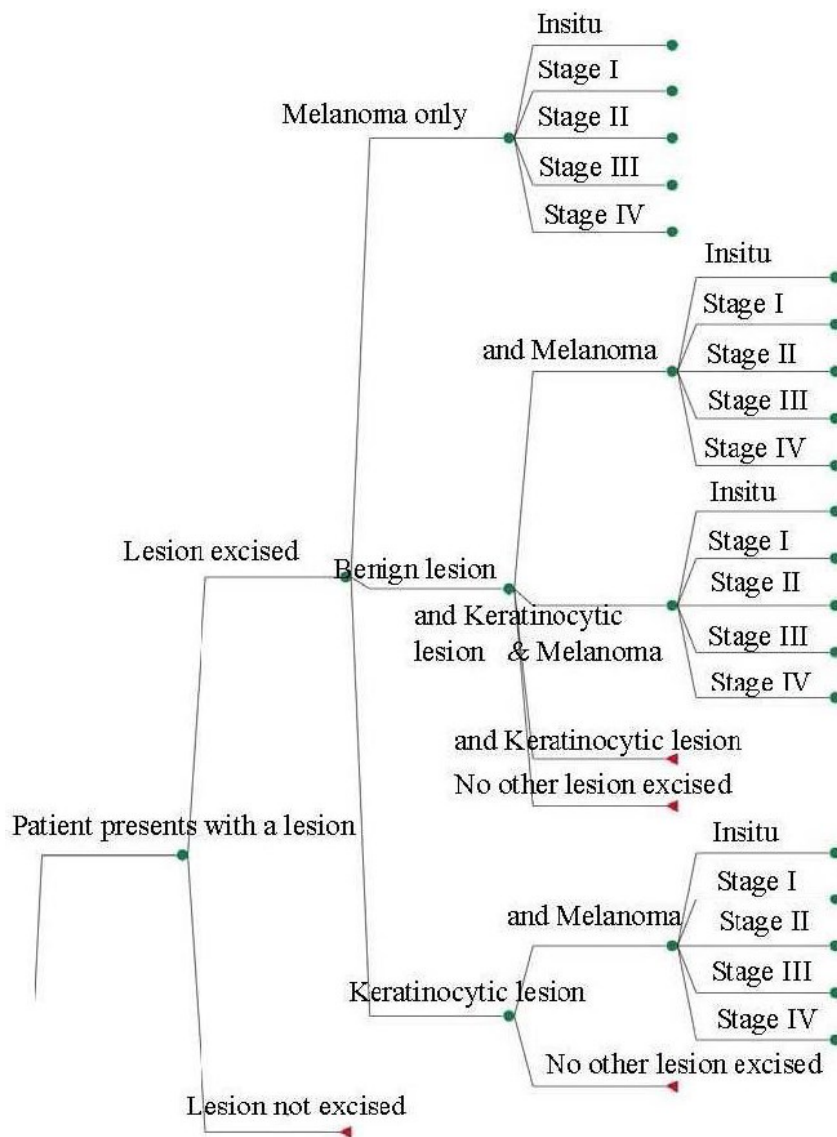 Insitu
Stage I
Melanoma only
Stage II
Stage III
Stage IV
Insitu
Stage I
and Melanoma
Stage II
Stage III
Stage IV
Insitu
Lesion excised
Stage I
Benign lesion
Stage II
and Keratinocytic
lesion & Melanoma
Stage III
Stage IV
and Keratinocytic lesion
No other lesion excised
Patient presents with a lesion
Insitu
Stage I
and Melanoma
Stage II
Stage III
Keratinocytic lesion
Stage IV
No other lesion excised
Lesion not excised